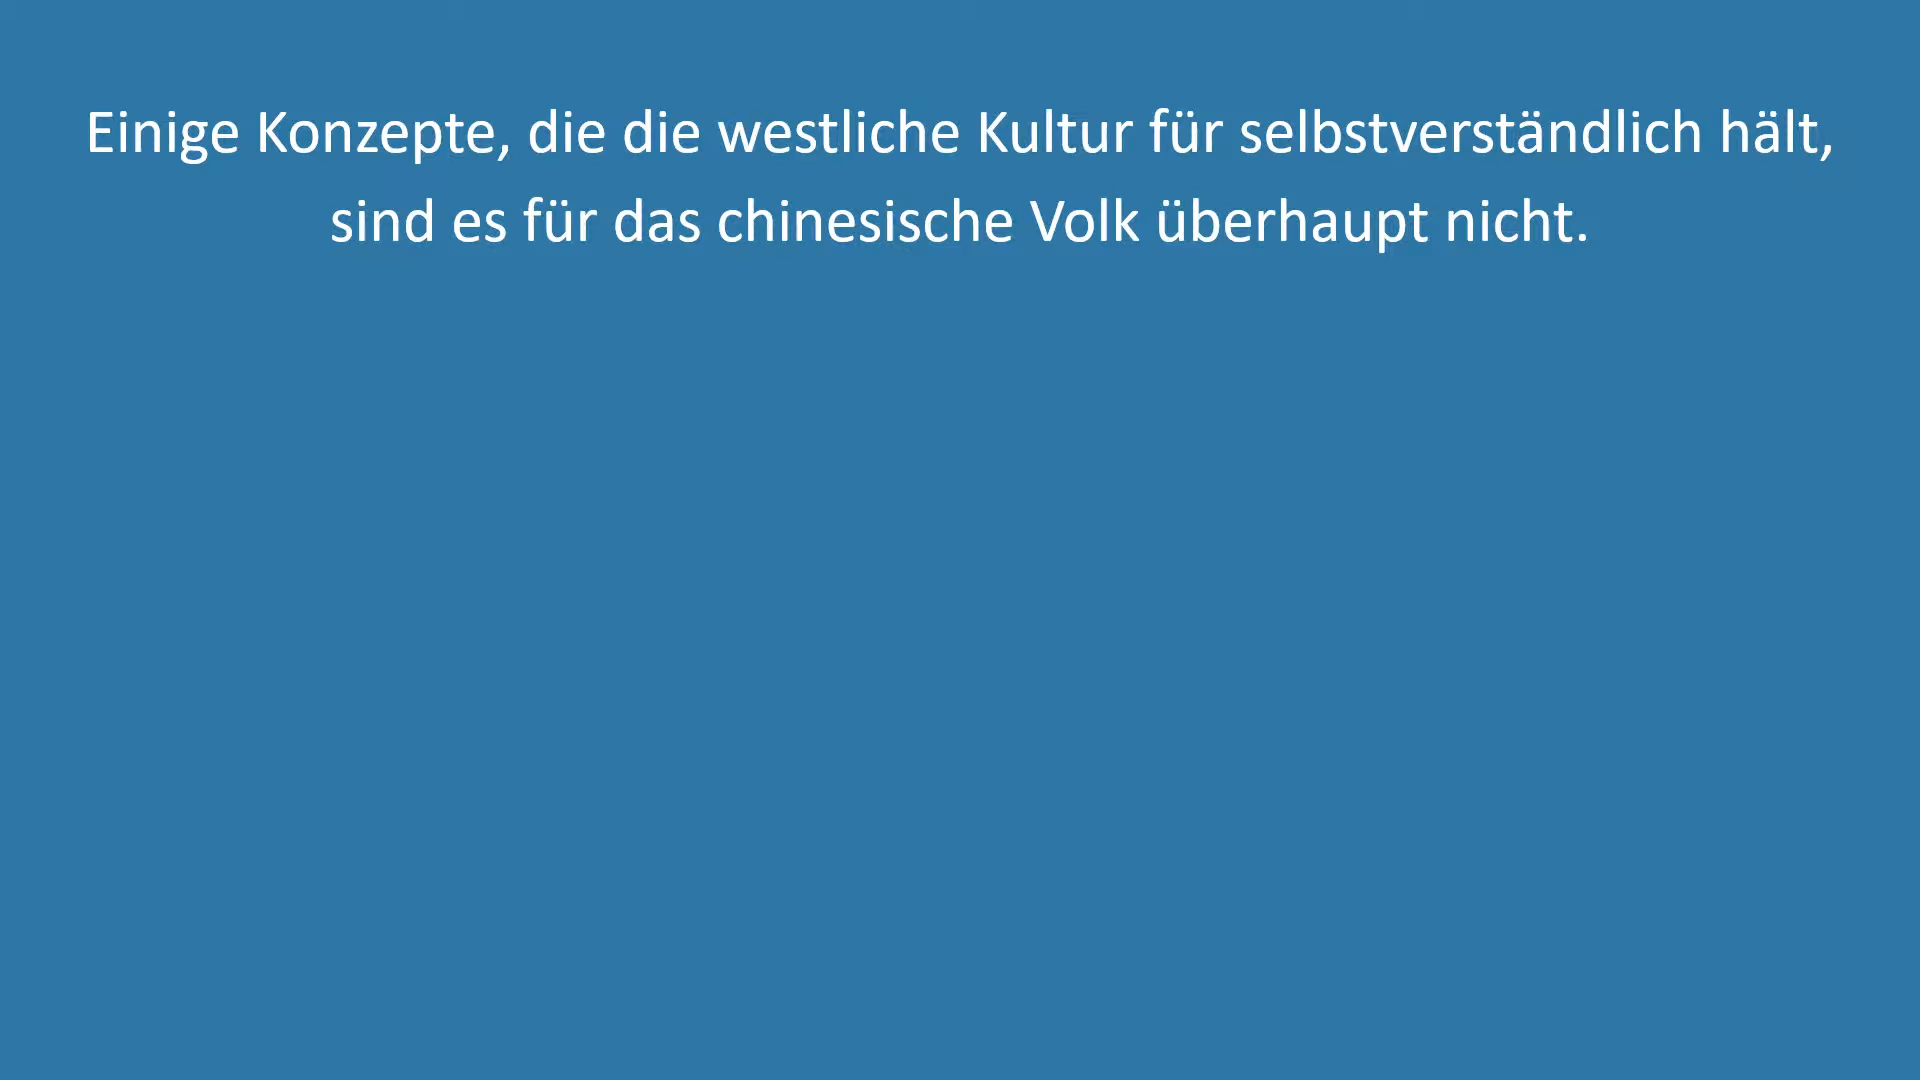 Einige Konzepte, die die westliche Kultur für selbstverständlich hält,
sind es für das chinesische Volk überhaupt nicht.